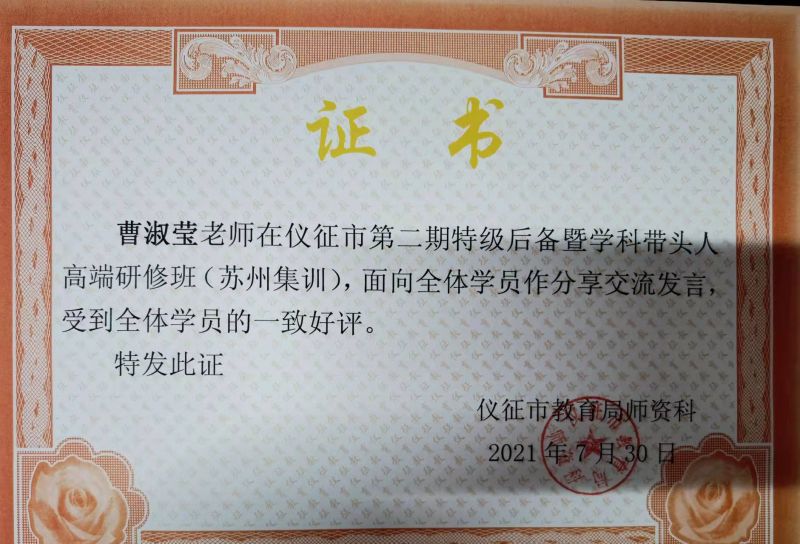 证 书
曹淑莹老师在仪征市第二期特级后备暨学科带头人
高端研修班(苏州集训),面向全体学员作分享交流发言,
受到全体学员的一致好评。
特发此证
仪征市教育局师资科
2021年7月30日